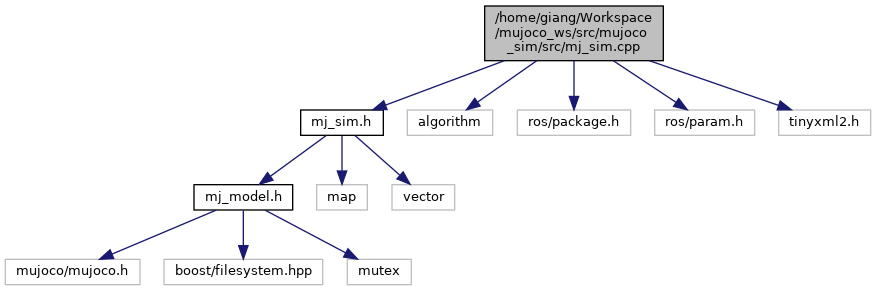 /home/giang/Workspace
/mujoco_ws/src/mujoco
_sim/src/mj_sim.cpp
mj_sim.h
algorithm
ros/package.h
ros/param.h
tinyxml2.h
mj_model.h
map
vector
mujoco/mujoco.h
boost/filesystem.hpp
mutex